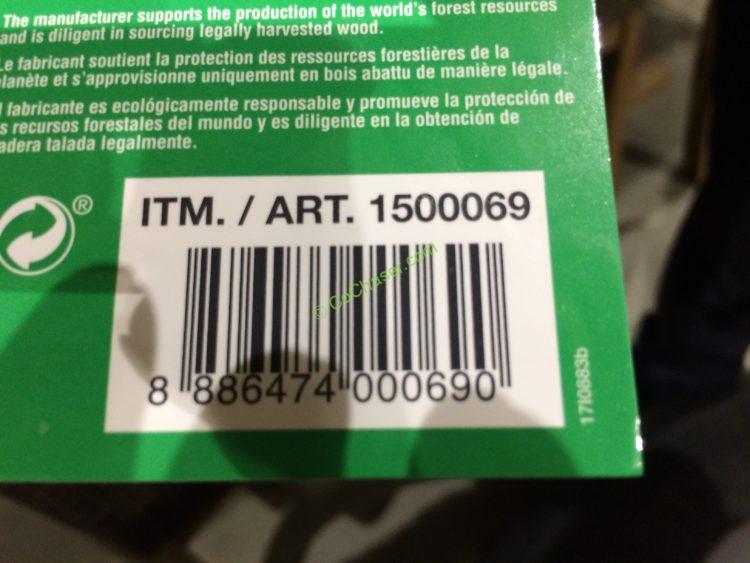 The manufacturer supports the production of the world's forest resources
and is diligent in sourcing legally harvested wood.
Le fabricant soutient la protection des ressources forestières de la
planète et s'approvisionne uniquement en bois abattu de manière légale.
l fabricante es ecológicamente responsable y promueve la protección de
s recursos forestales del mundo y es diligente en la obtención de
adera talada legalmente.
®
ITM. / ART. 1500069
© CoChaser.com
8 886474 000690
17I0683b